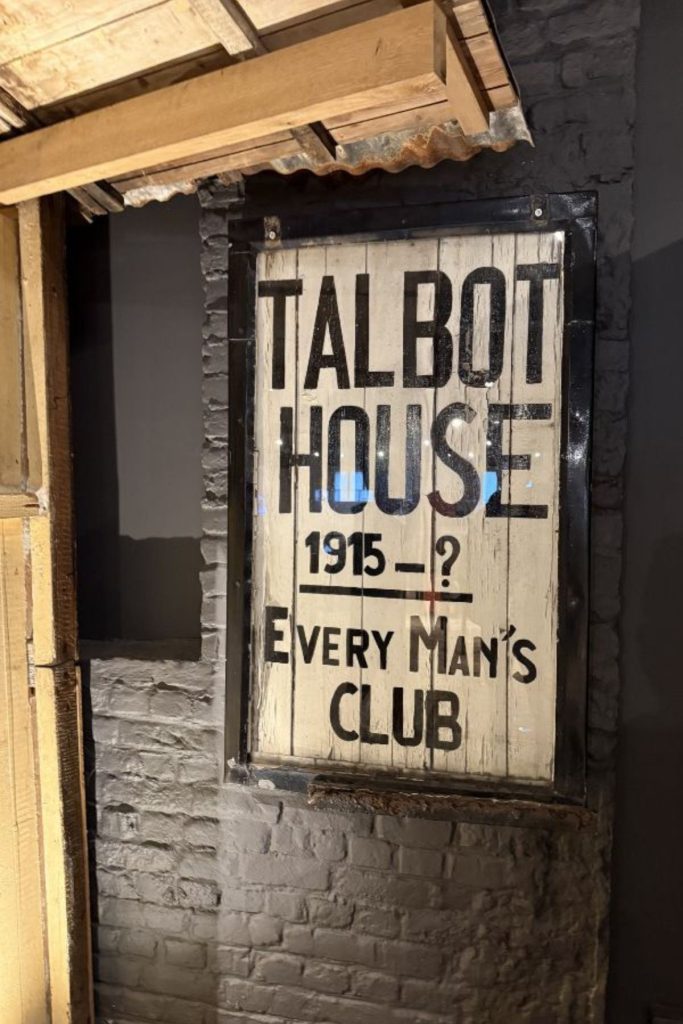 TALBOT
HOUSE
1915 – ?
EVERY MAN'S
CLUB